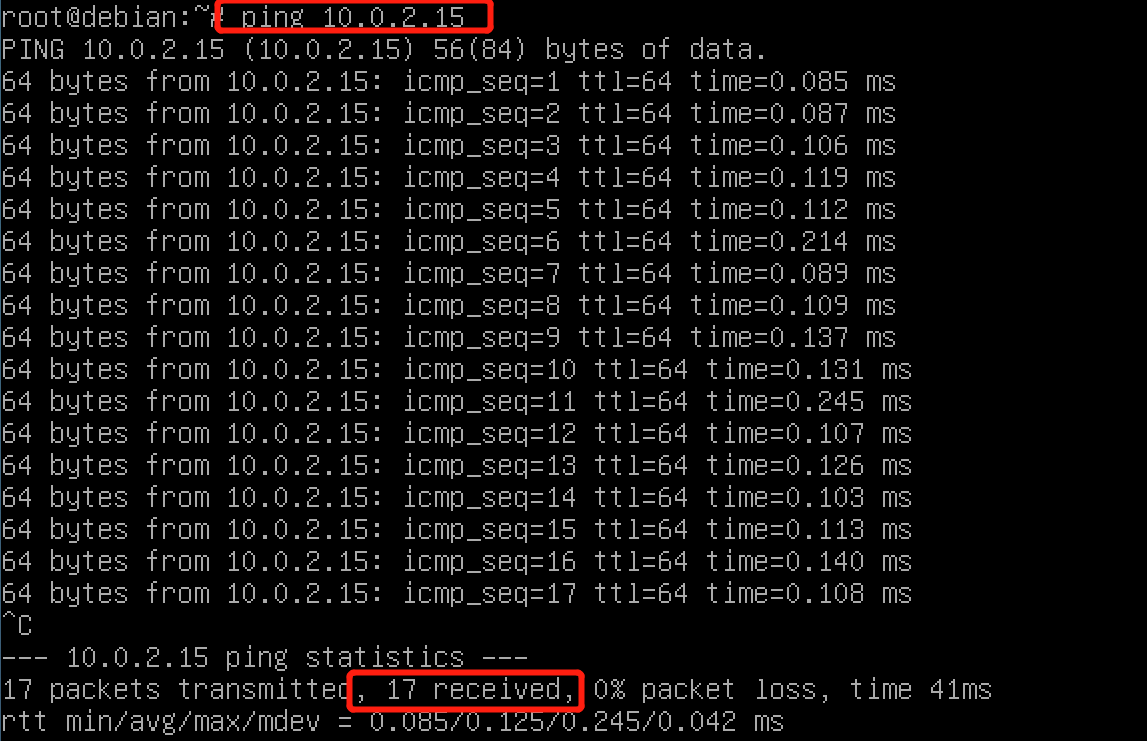 root@debian:~# ping 10.0.2.15
PING 10.0.2.15 (10.0.2.15) 56(84) bytes of data.
64 bytes from 10.0.2.15: icmp_seq=1 ttl=64 time=0.085 ms
64 bytes from 10.0.2.15: icmp_seq=2 ttl=64 time=0.087 ms
64 bytes from 10.0.2.15: icmp_seq=3 ttl=64 time=0.106 ms
64 bytes from 10.0.2.15: icmp_seq=4 ttl=64 time=0.119 ms
64 bytes from 10.0.2.15: icmp_seq=5 ttl=64 time=0.112 ms
64 bytes from 10.0.2.15: icmp_seq=6 ttl=64 time=0.214 ms
64 bytes from 10.0.2.15: icmp_seq=7 ttl=64 time=0.089 ms
64 bytes from 10.0.2.15: icmp_seq=8 ttl=64 time=0.109 ms
64 bytes from 10.0.2.15: icmp_seq=9 ttl=64 time=0.137 ms
64 bytes from 10.0.2.15: icmp_seq=10 ttl=64 time=0.131 ms
64 bytes from 10.0.2.15: icmp_seq=11 ttl=64 time=0.245 ms
64 bytes from 10.0.2.15: icmp_seq=12 ttl=64 time=0.107 ms
64 bytes from 10.0.2.15: icmp_seq=13 ttl=64 time=0.126 ms
64 bytes from 10.0.2.15: icmp_seq=14 ttl=64 time=0.103 ms
64 bytes from 10.0.2.15: icmp_seq=15 ttl=64 time=0.113 ms
64 bytes from 10.0.2.15: icmp_seq=16 ttl=64 time=0.140 ms
64 bytes from 10.0.2.15: icmp_seq=17 ttl=64 time=0.108 ms
^C
--- 10.0.2.15 ping statistics ---
17 packets transmitted, 17 received, 0% packet loss, time 41ms
rtt min/avg/max/mdev = 0.085/0.125/0.245/0.042 ms